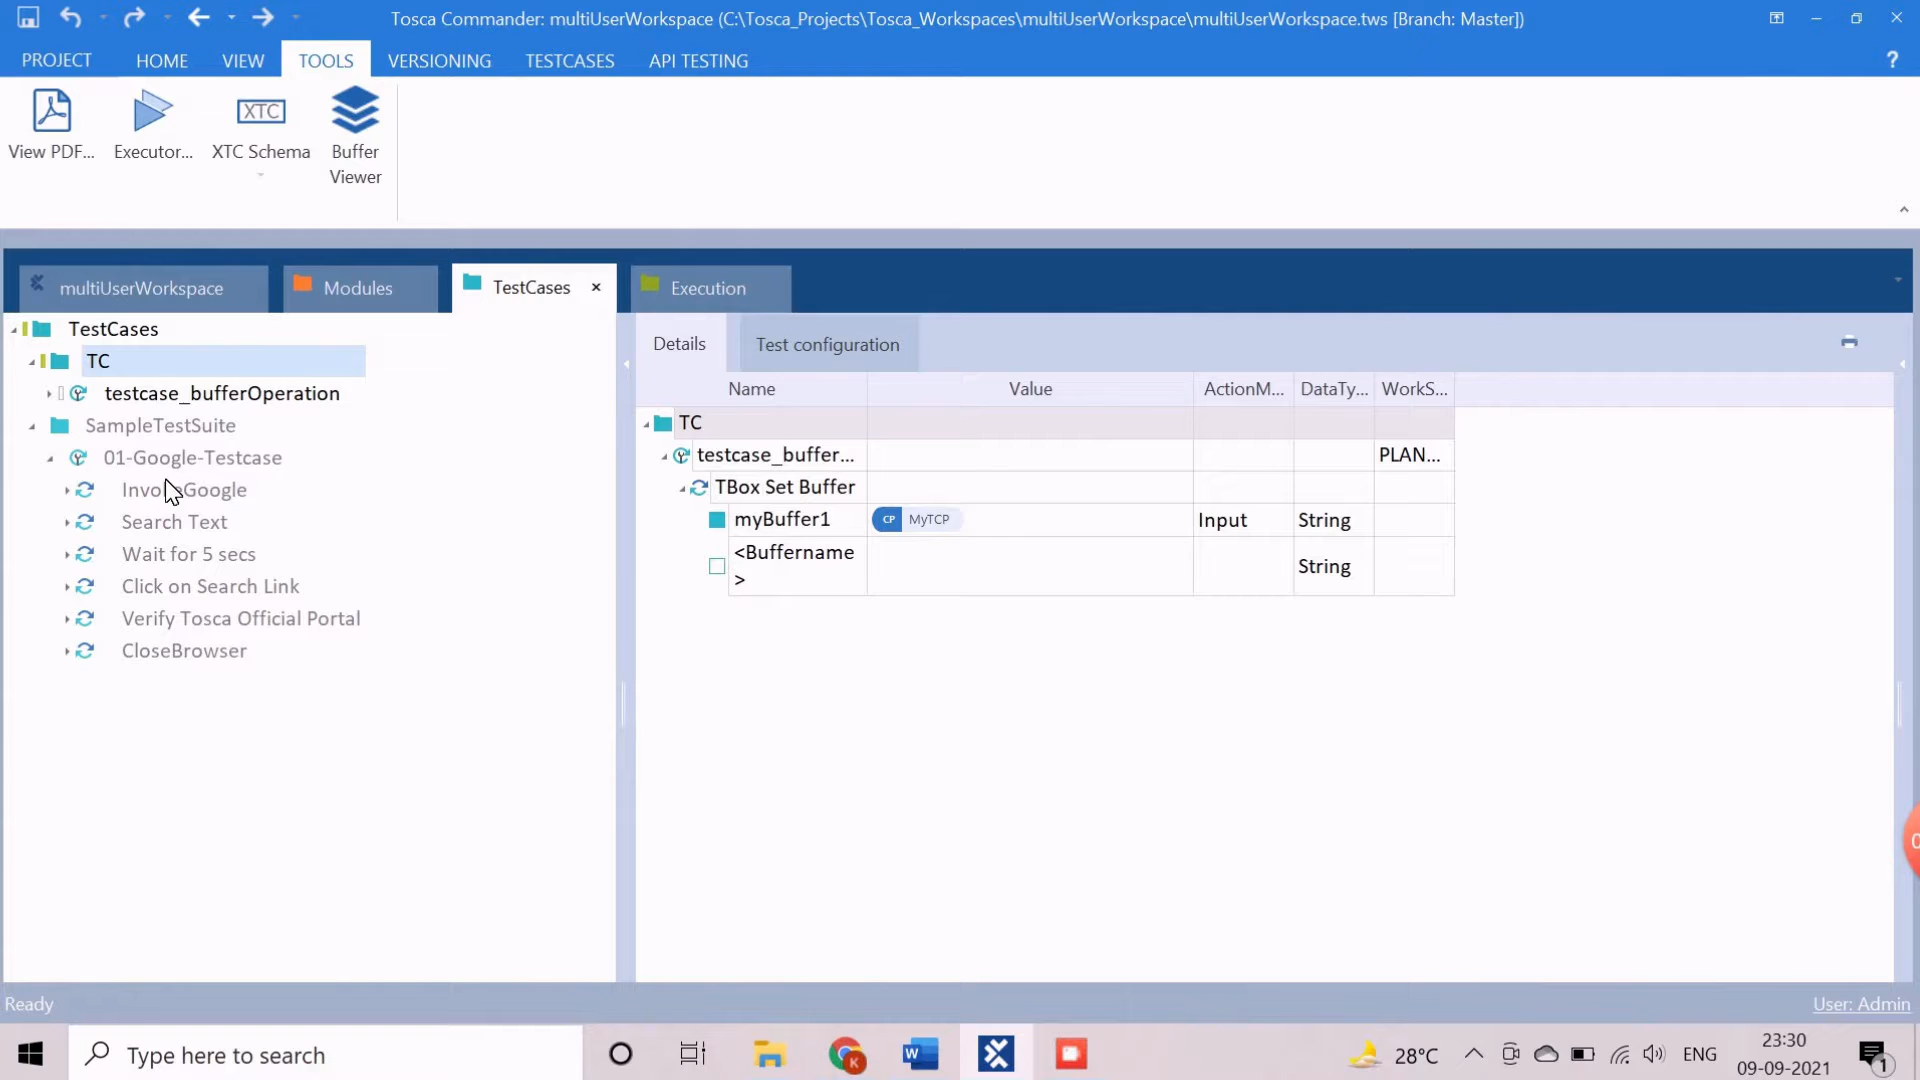 Tosca Commander: multiUserWorkspace (C:\Tosca_Projects\Tosca_Workspaces\multiUserWorkspace\multiUserWorkspace.tws [Branch: Master])
PROJECT HOME VIEW TOOLS VERSIONING TESTCASES API TESTING ?
View PDF... Executor... XTC XTC Schema Buffer Viewer
multiUserWorkspace Modules TestCases × Execution
TestCases
TC
testcase_bufferOperation
SampleTestSuite
01-Google-Testcase
Search Text
Wait for 5 secs
Click on Search Link
Verify Tosca Official Portal
CloseBrowser
Details Test configuration
Name Value ActionM... DataTy... WorkS...
TC
testcase_buffer... PLAN...
TBox Set Buffer
myBuffer1 CP MyTCP Input String
<Buffername
> String
Ready User: Admin
Type here to search K W 28°C ENG 23:30
09-09-2021 1